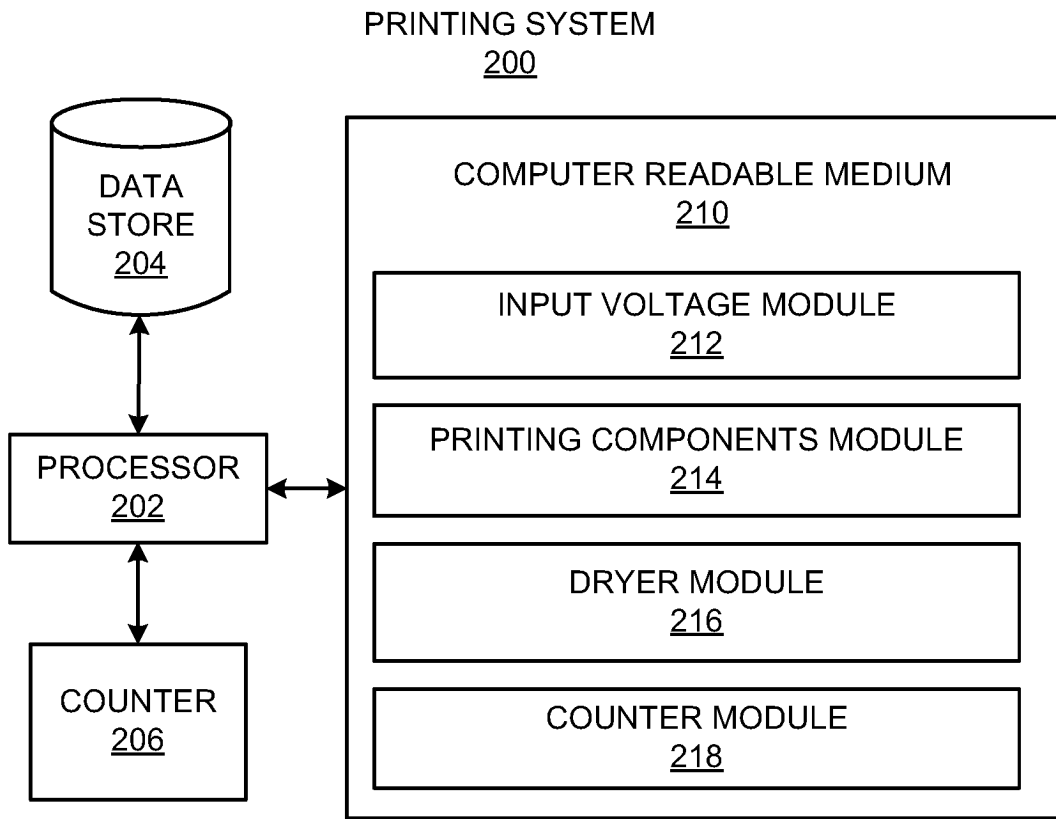 PRINTING SYSTEM
200
DATA
STORE
204
PROCESSOR
202
COUNTER
206
COMPUTER READABLE MEDIUM
210
INPUT VOLTAGE MODULE
212
PRINTING COMPONENTS MODULE
214
DRYER MODULE
216
COUNTER MODULE
218